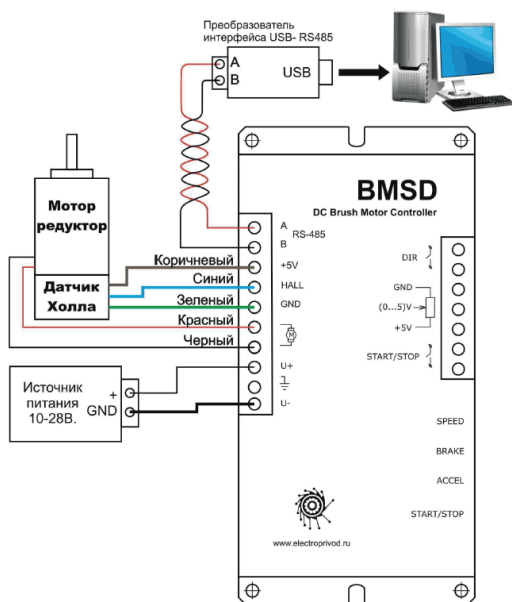 Преобразователь
интерфейса USB- RS485
A
B
USB
BMSD
DC Brush Motor Controller
Мотор
редуктор
Датчик
Холла
Коричневый
Синий
Зеленый
Красный
Черный
A
RS-485
B
+5V
HALL
GND
M
U+
U-
DIR
GND
(0...5)V
+5V
START/STOP
Источник
питания
10-28В.
+
GND
SPEED
BRAKE
ACCEL
START/STOP
www.electroprivod.ru